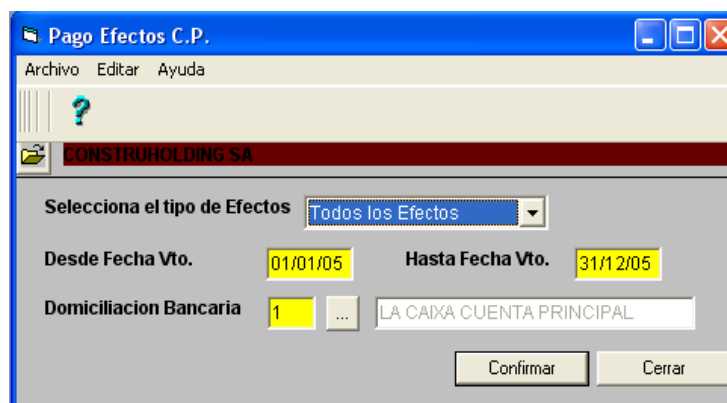 Pago Efectos C.P.
Archivo Editar Ayuda
?
CONSTRUHOLDING SA
Selecciona el tipo de Efectos Todos los Efectos
Desde Fecha Vto. 01/01/05 Hasta Fecha Vto. 31/12/05
Domiciliacion Bancaria 1 ... LA CAIXA CUENTA PRINCIPAL
Confirmar Cerrar